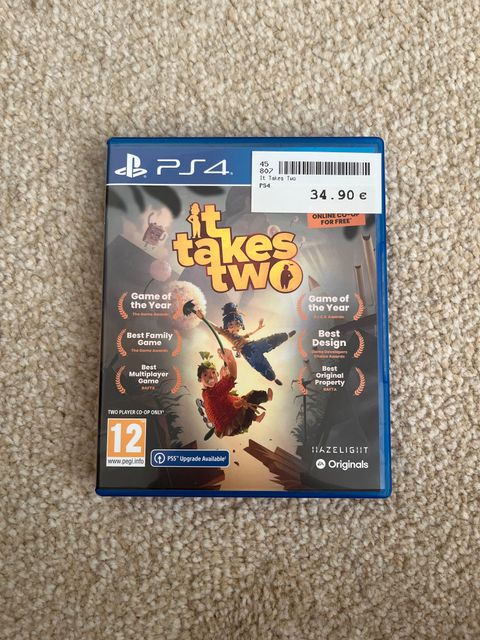 PS4
45
807
It Takes Two
PS4
34.90 €
ONLINE CO-OP
FOR FREE
it
takes
two
Game of
the Year
The Game Awards
Game of
the Year
D.I.C.E. Awards
Best Family
Game
The Game Awards
Best
Design
Game Developers
Choice Awards
Best
Multiplayer
Game
BAFTA
Best
Original
Property
BAFTA
TWO PLAYER CO-OP ONLY
12
www.pegi.info
PS5™ Upgrade Available
HAZELIGHT
EA Originals